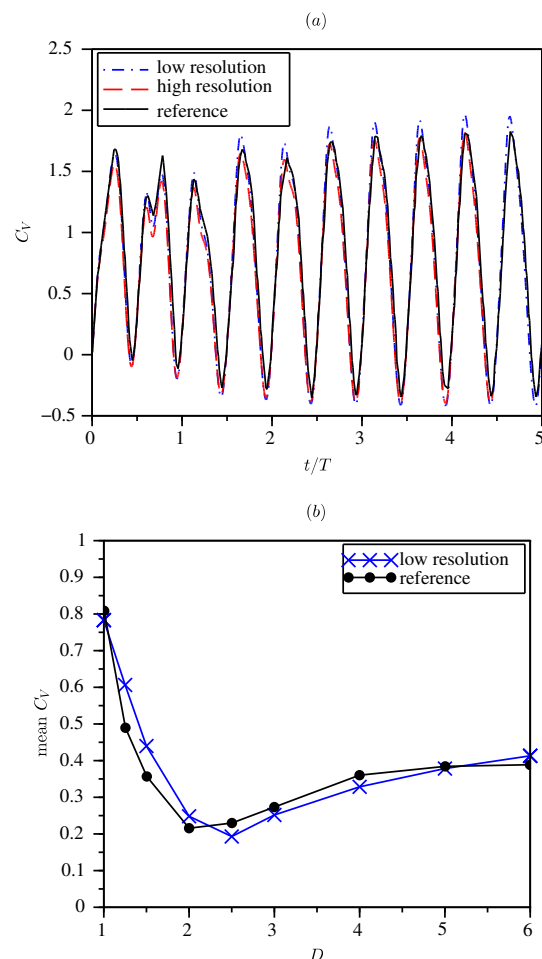 (a)
2.5
2
1.5
1
0.5
0
−0.5
C_V
low resolution
high resolution
reference
0 1 2 3 4 5
t/T
(b)
1
0.9
0.8
0.7
0.6
0.5
0.4
0.3
0.2
0.1
0
mean C_V
low resolution
reference
1 2 3 4 5 6
D